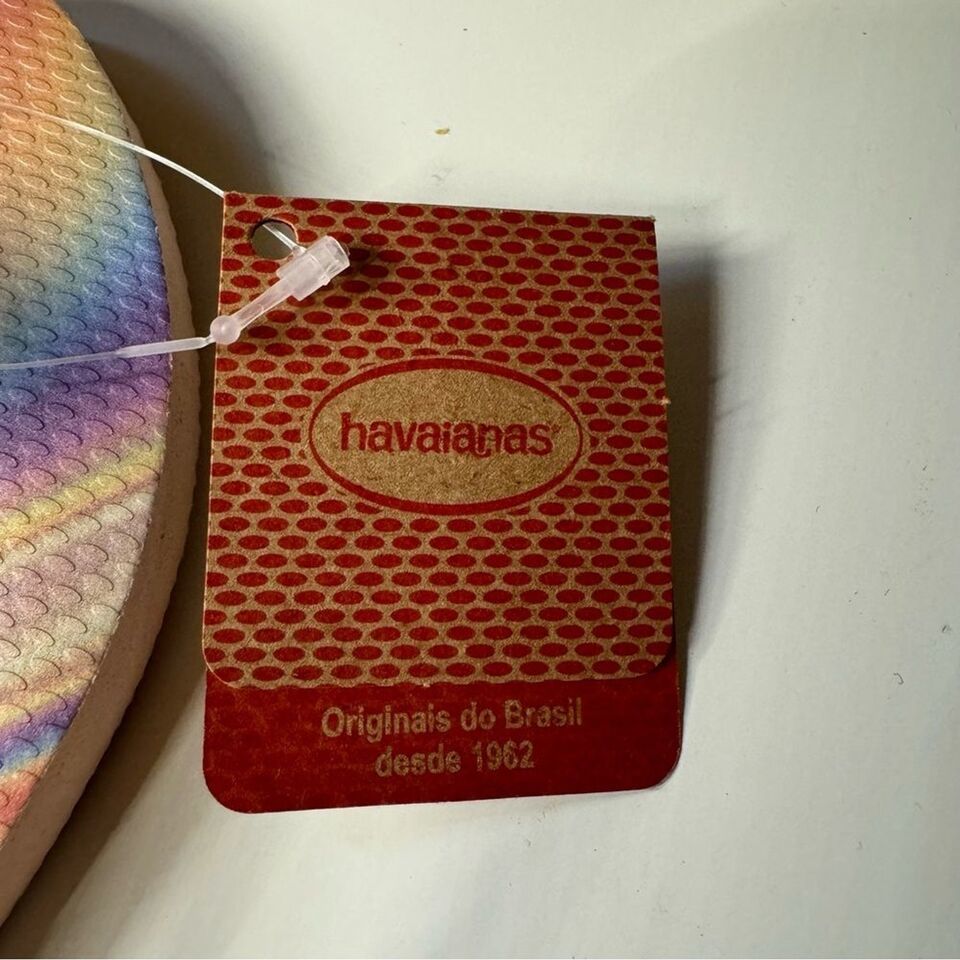 havaianas
Originais do Brasil
desde 1962